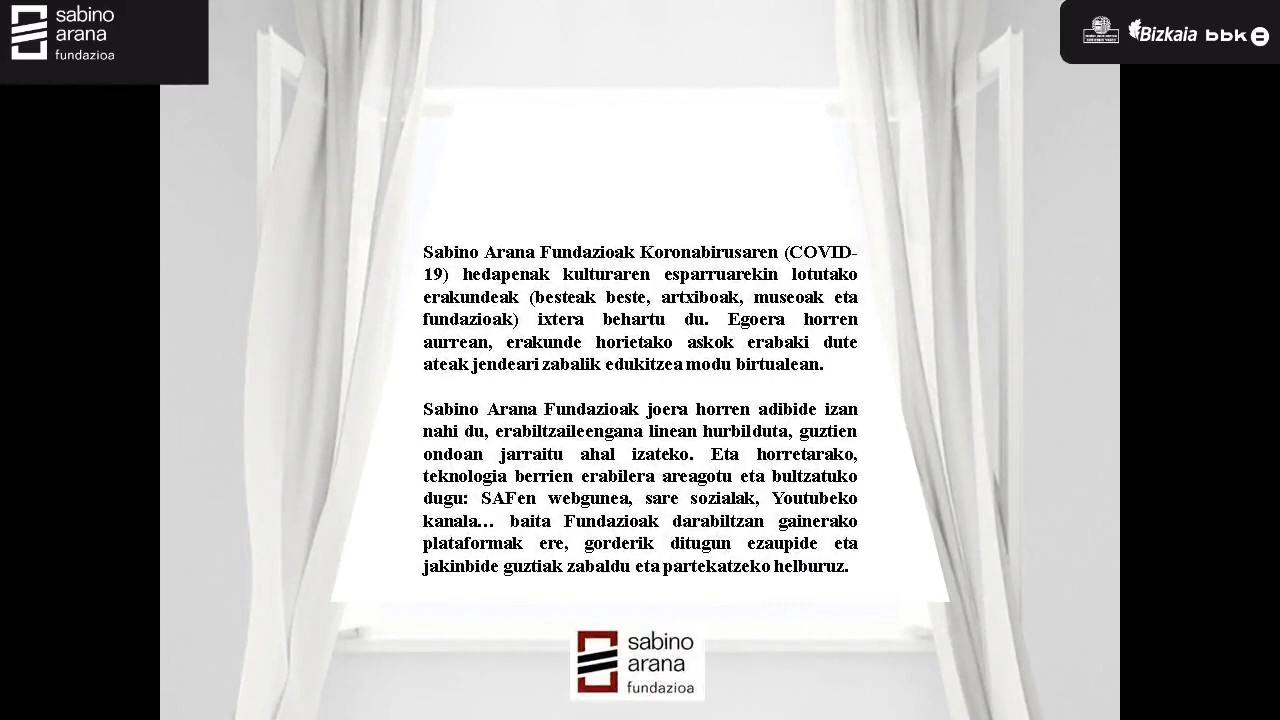 sabino
arana
fundazioa
Bizkaia bbk
Sabino Arana Fundazioak Koronabirusaren (COVID-
19) hedapenak kulturaren esparruarekin lotutako
erakundeak (besteak beste, artxiboak, museoak eta
fundazioak) ixtera behartu du. Egoera horren
aurrean, erakunde horietako askok erabaki dute
ateak jendeari zabalik edukitzea modu birtualean.
Sabino Arana Fundazioak joera horren adibide izan
nahi du, erabiltzaileengana linean hurbilduta, guztien
ondoan jarraitu ahal izateko. Eta horretarako,
teknologia berrien erabilera areagotu eta bultzatuko
dugu: SAFen webgunea, sare sozialak, Youtubeko
kanala… baita Fundazioak darabiltzan gainerako
plataformak ere, gorderik ditugun ezaupide eta
jakinbide guztiak zabaldu eta partekatzeko helburuz.
sabino
arana
fundazioa